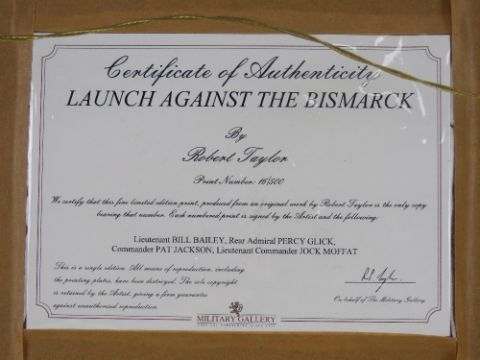 Certificate of Authenticity
LAUNCH AGAINST THE BISMARCK
By
Robert Taylor
Print Number: 16/500
We certify that this fine limited edition print, produced from an original work by Robert Taylor is the only copy
bearing that number. Each numbered print is signed by the Artist and the following:
Lieutenant BILL BAILEY, Rear Admiral PERCY GLICK,
Commander PAT JACKSON, Lieutenant Commander JOCK MOFFAT
This is a single edition. All means of reproduction, including
the printing plates, have been destroyed. The sole copyright
is retained by the Artist, giving a firm guarantee
against unauthorized reproduction
On behalf of The Military Gallery
MILITARY GALLERY